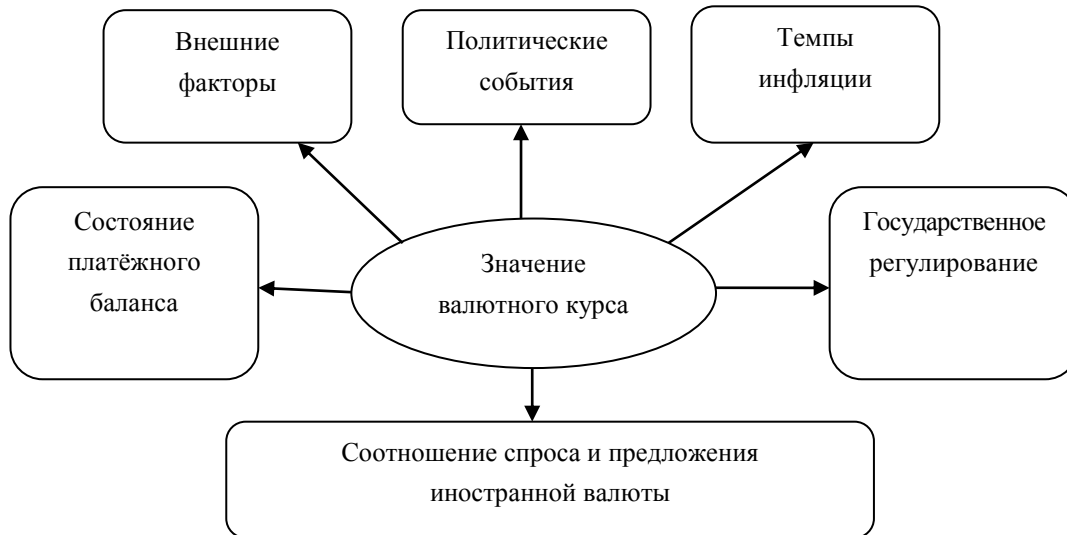 Внешние
факторы
Политические
события
Темпы
инфляции
Состояние
платёжного
баланса
Значение
валютного курса
Государственное
регулирование
Соотношение спроса и предложения
иностранной валюты